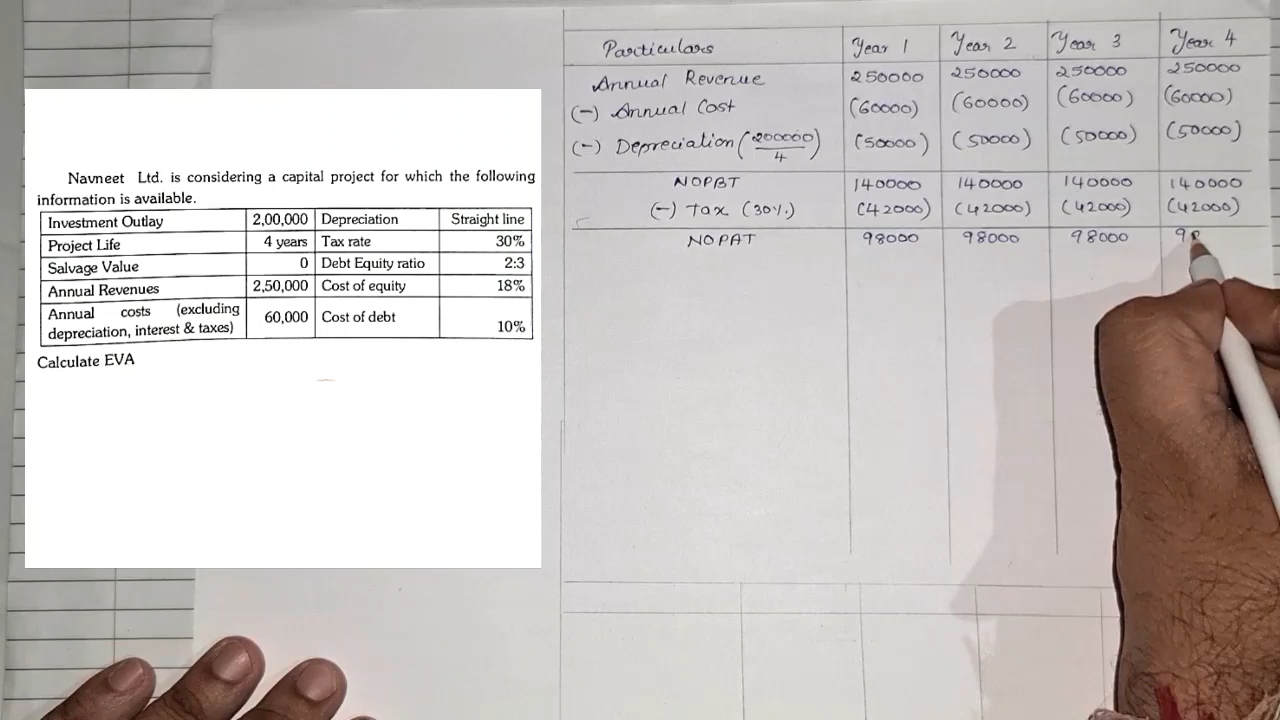 Navneet Ltd. is considering a capital project for which the following
information is available.
Investment Outlay 2,00,000 Depreciation Straight line
Project Life 4 years Tax rate 30%
Salvage Value 0 Debt Equity ratio 2:3
Annual Revenues 2,50,000 Cost of equity 18%
Annual costs (excluding
depreciation, interest & taxes) 60,000 Cost of debt 10%
Calculate EVA
Particulars Year 1 Year 2 Year 3 Year 4
Annual Revenue 250000 250000 250000 250000
(-) Annual Cost (60000) (60000) (60000) (60000)
(-) Depreciation (200000/4) (50000) (50000) (50000) (50000)
NOPBT 140000 140000 140000 140000
(-) Tax (30%) (42000) (42000) (42000) (42000)
NOPAT 98000 98000 98000 98